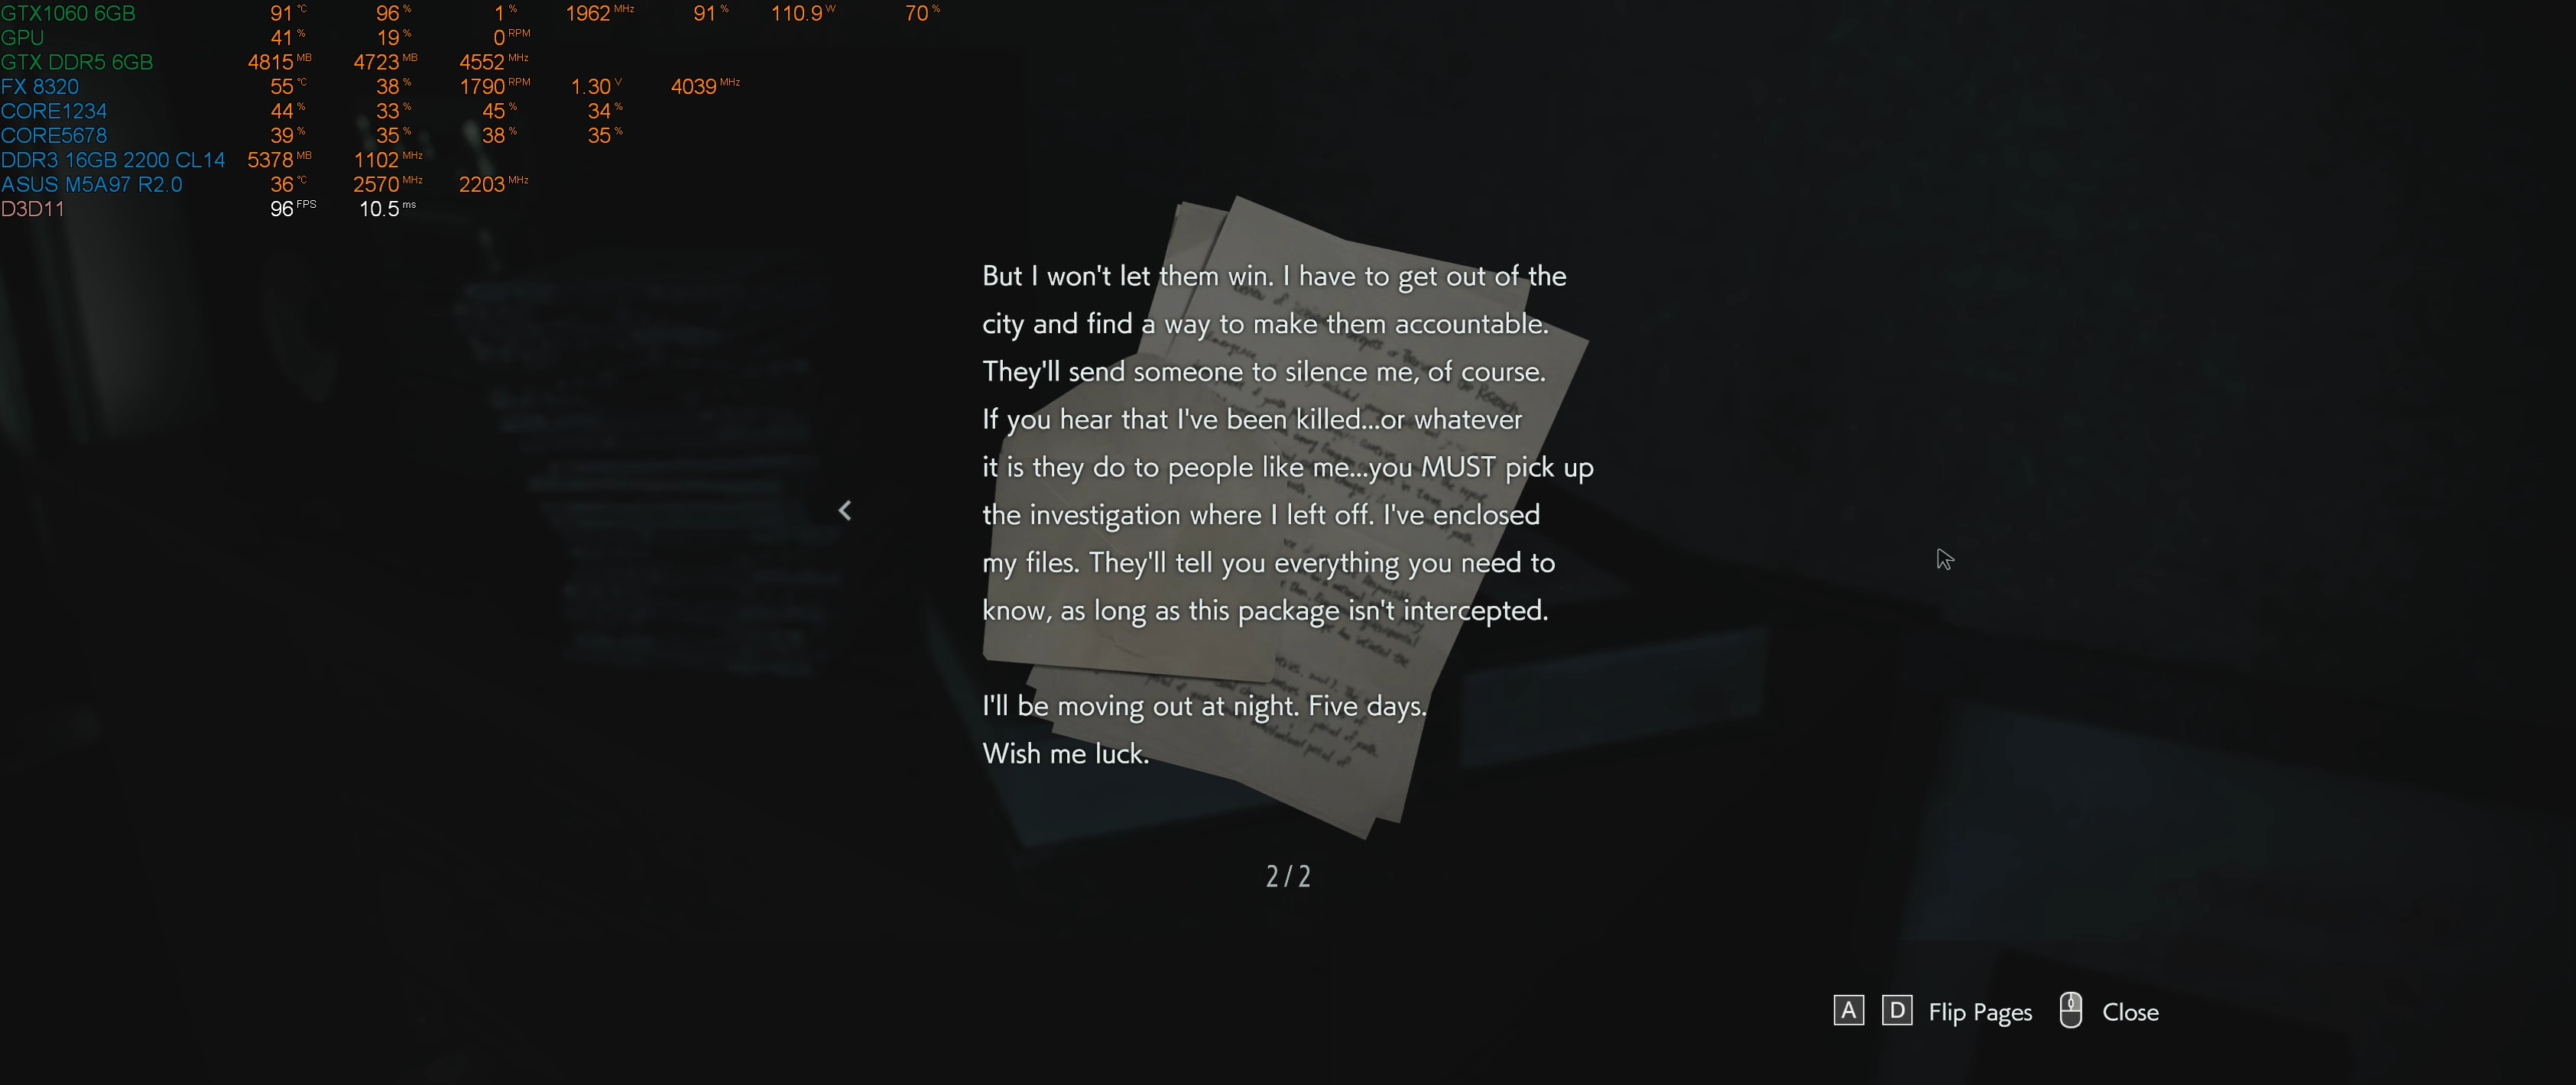 GTX1060 6GB 91 °C 96 % 1 % 1962 MHz 91 % 110.9 W 70 %
GPU 41 % 19 % 0 RPM
GTX DDR5 6GB 4815 MB 4723 MB 4552 MHz
FX 8320 55 °C 38 % 1790 RPM 1.30 V 4039 MHz
CORE1234 44 % 33 % 45 % 34 %
CORE5678 39 % 35 % 38 % 35 %
DDR3 16GB 2200 CL14 5378 MB 1102 MHz
ASUS M5A97 R2.0 36 °C 2570 MHz 2203 MHz
D3D11 96 FPS 10.5 ms
But I won't let them win. I have to get out of the
city and find a way to make them accountable.
They'll send someone to silence me, of course.
If you hear that I've been killed...or whatever
it is they do to people like me...you MUST pick up
the investigation where I left off. I've enclosed
my files. They'll tell you everything you need to
know, as long as this package isn't intercepted.
I'll be moving out at night. Five days.
Wish me luck.
2 / 2
A D Flip Pages Close